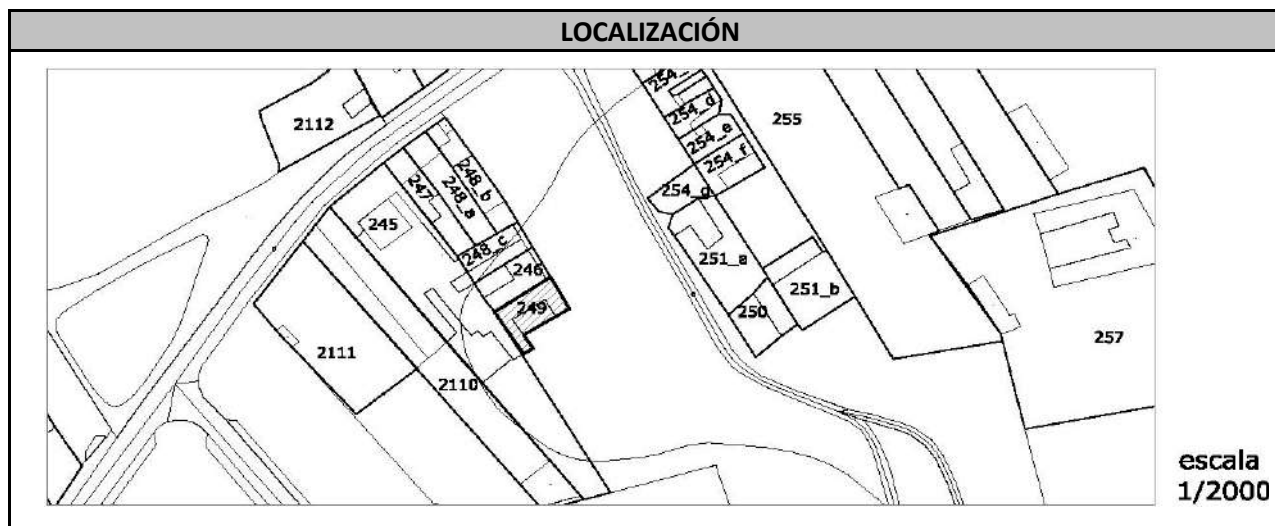 LOCALIZACIÓN
254_
254_d
254_e
254_f
254_g
255
2112
248_b
248_a
247
245
248_c
246
249
251_a
251_b
250
257
2111
2110
escala
1/2000